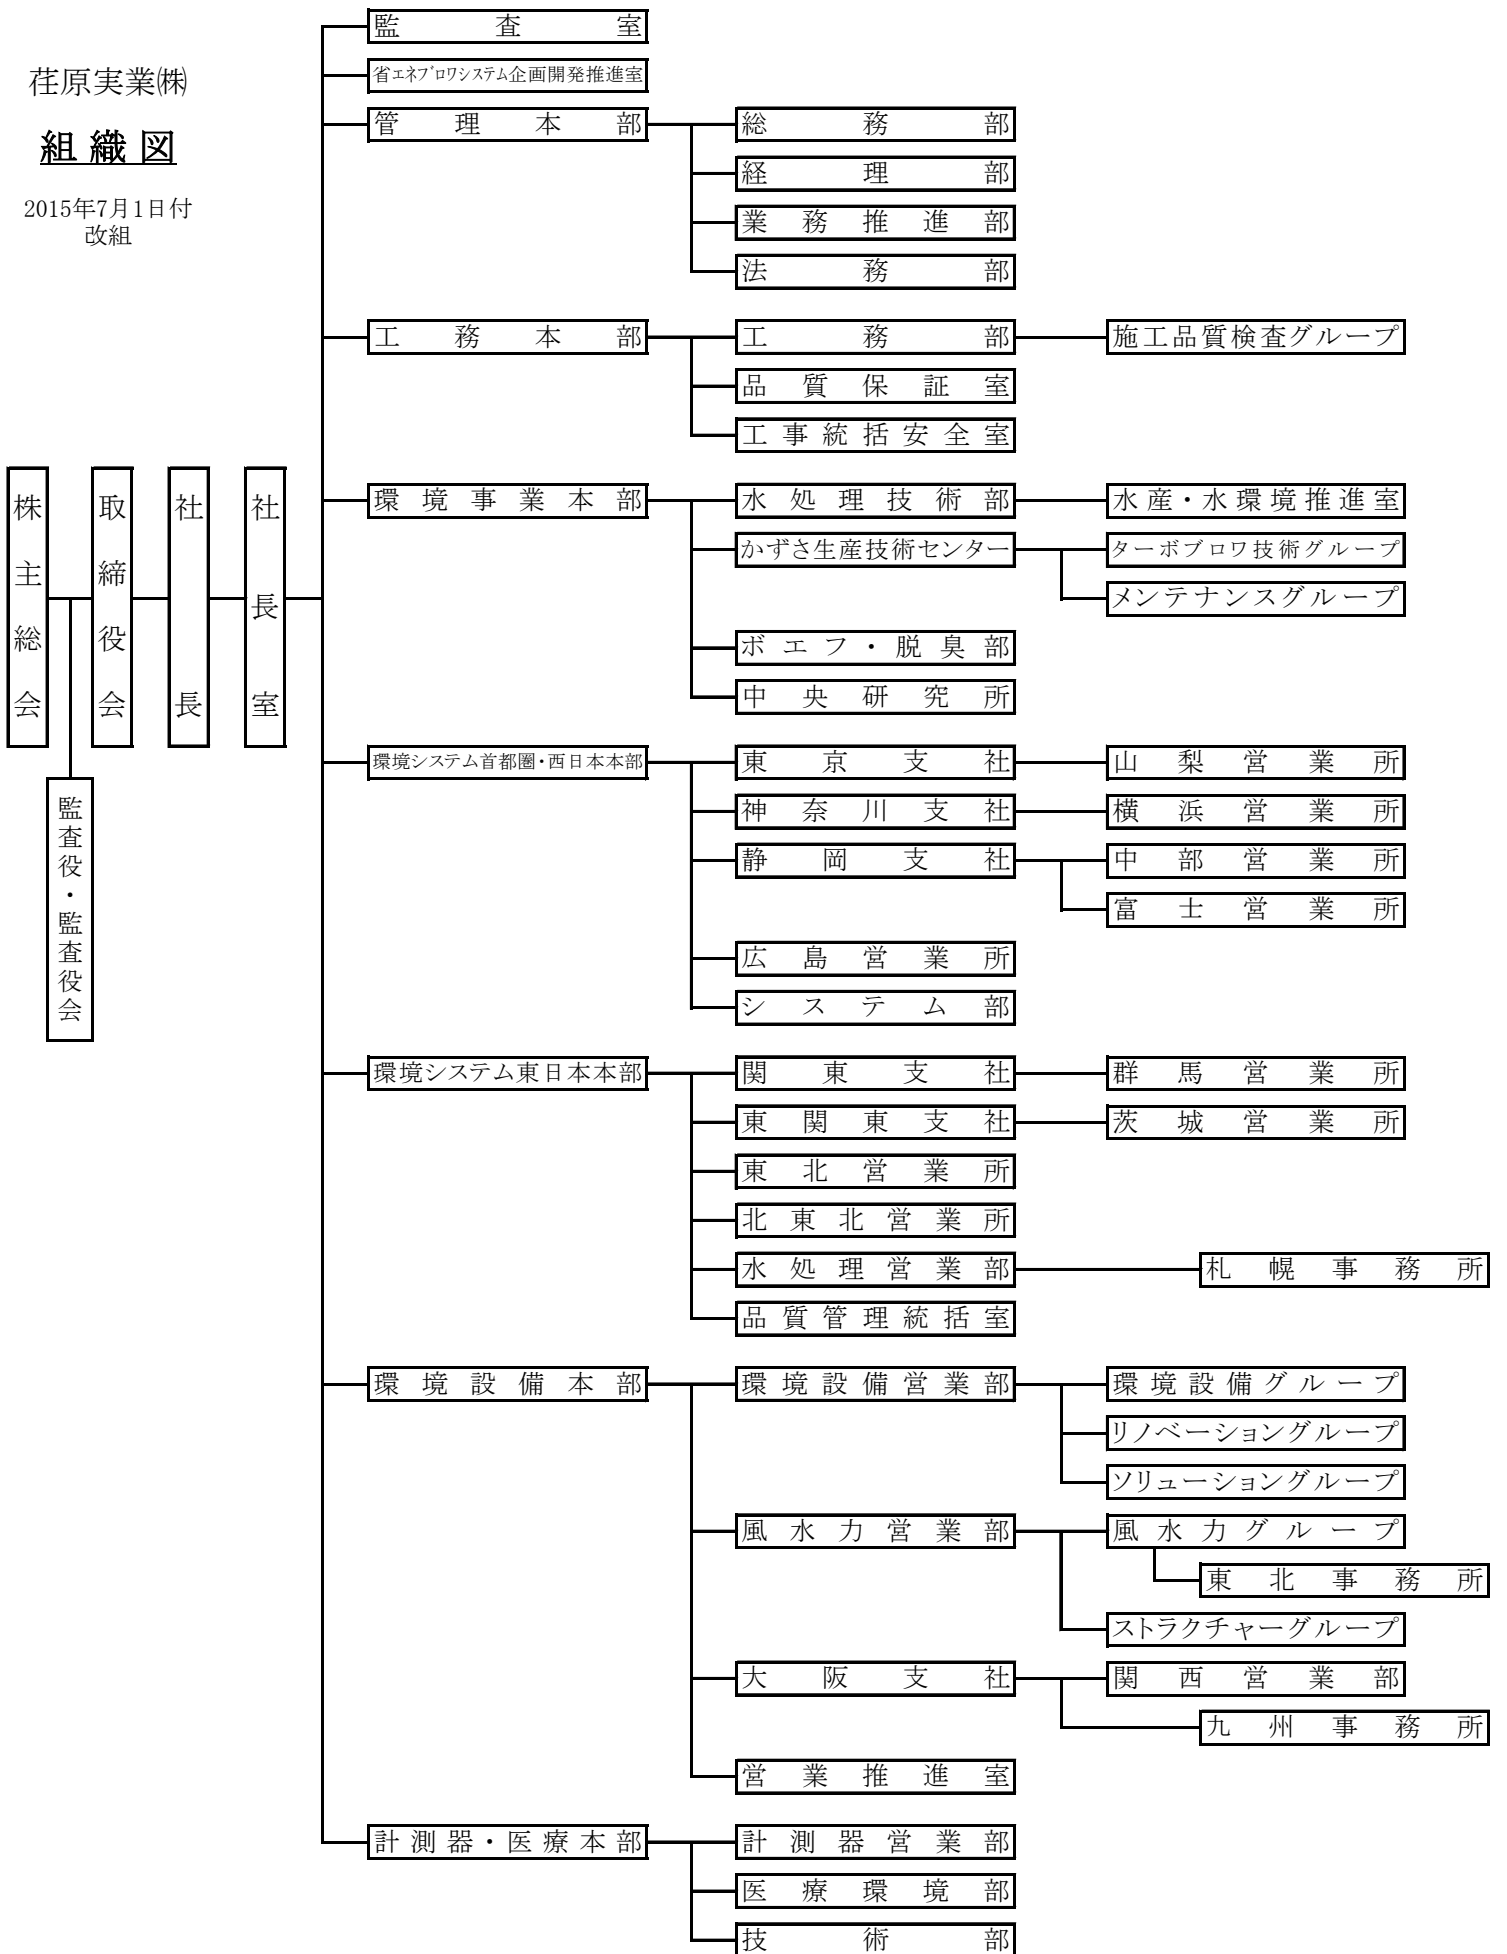 荏原実業㈱
組織図
2015年7月1日付
改組
株主総会
取締役会
社長
社長室
監査役・監査役会
監査室
省エネブロワシステム企画開発推進室
管理本部
総務部
経理部
業務推進部
法務部
工務本部
工務部
施工品質検査グループ
品質保証室
工事統括安全室
環境事業本部
水処理技術部
水産・水環境推進室
かずさ生産技術センター
ターボブロワ技術グループ
メンテナンスグループ
ボエフ・脱臭部
中央研究所
環境システム首都圏・西日本本部
東京支社
山梨営業所
神奈川支社
横浜営業所
静岡支社
中部営業所
富士営業所
広島営業所
システム部
環境システム東日本本部
関東支社
群馬営業所
東関東支社
茨城営業所
東北営業所
北東北営業所
水処理営業部
札幌事務所
品質管理統括室
環境設備本部
環境設備営業部
環境設備グループ
リノベーショングループ
ソリューショングループ
風水力営業部
風水力グループ
東北事務所
ストラクチャーグループ
大阪支社
関西営業部
九州事務所
営業推進室
計測器・医療本部
計測器営業部
医療環境部
技術部